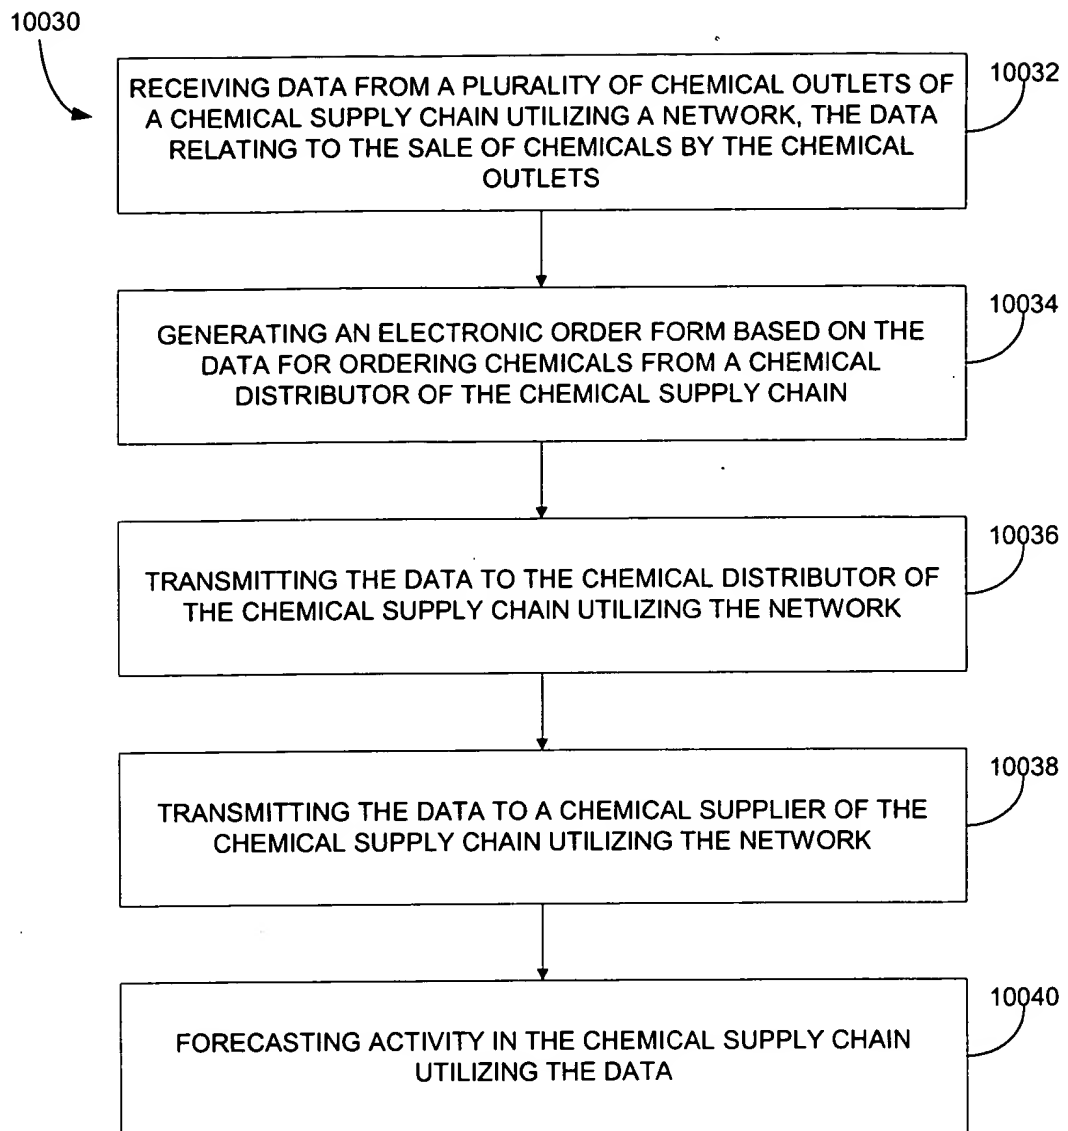 10030
RECEIVING DATA FROM A PLURALITY OF CHEMICAL OUTLETS OF
A CHEMICAL SUPPLY CHAIN UTILIZING A NETWORK, THE DATA
RELATING TO THE SALE OF CHEMICALS BY THE CHEMICAL
OUTLETS
10032
GENERATING AN ELECTRONIC ORDER FORM BASED ON THE
DATA FOR ORDERING CHEMICALS FROM A CHEMICAL
DISTRIBUTOR OF THE CHEMICAL SUPPLY CHAIN
10034
TRANSMITTING THE DATA TO THE CHEMICAL DISTRIBUTOR OF
THE CHEMICAL SUPPLY CHAIN UTILIZING THE NETWORK
10036
TRANSMITTING THE DATA TO A CHEMICAL SUPPLIER OF THE
CHEMICAL SUPPLY CHAIN UTILIZING THE NETWORK
10038
FORECASTING ACTIVITY IN THE CHEMICAL SUPPLY CHAIN
UTILIZING THE DATA
10040